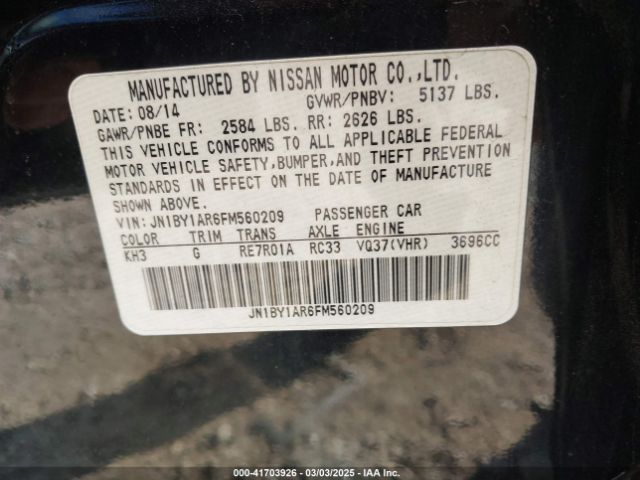 MANUFACTURED BY NISSAN MOTOR CO.,LTD.
DATE: 08/14 GVWR/PNBV: 5137 LBS.
GAWR/PNBE FR: 2584 LBS. RR: 2626 LBS.
THIS VEHICLE CONFORMS TO ALL APPLICABLE FEDERAL
MOTOR VEHICLE SAFETY,BUMPER,AND THEFT PREVENTION
STANDARDS IN EFFECT ON THE DATE OF MANUFACTURE
SHOWN ABOVE.
VIN: JN1BY1AR6FM560209 PASSENGER CAR
COLOR TRIM TRANS AXLE ENGINE
KH3 G RE7R01A RC33 VQ37(VHR) 3696CC
JN1BY1AR6FM560209
000-41703926 - 03/03/2025 - IAA Inc.